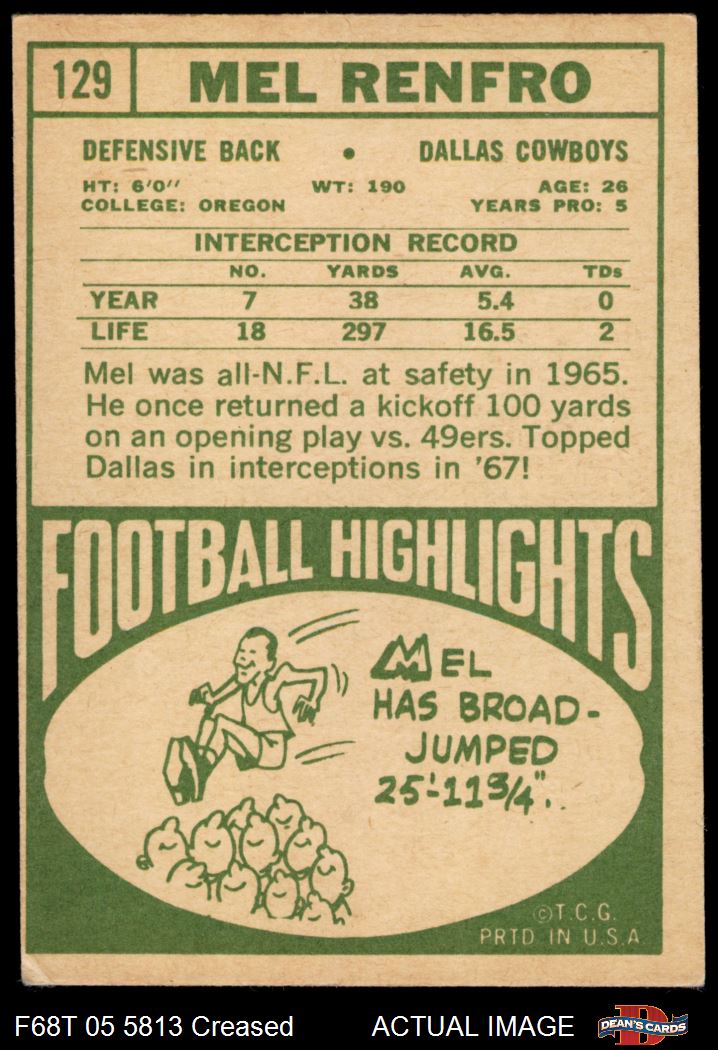 129 MEL RENFRO
DEFENSIVE BACK • DALLAS COWBOYS
HT: 6'0" WT: 190 AGE: 26
COLLEGE: OREGON YEARS PRO: 5
INTERCEPTION RECORD
NO. YARDS AVG. TDs
YEAR 7 38 5.4 0
LIFE 18 297 16.5 2
Mel was all-N.F.L. at safety in 1965.
He once returned a kickoff 100 yards
on an opening play vs. 49ers. Topped
Dallas in interceptions in '67!
FOOTBALL HIGHLIGHTS
MEL
HAS BROAD-
JUMPED
25'-11 3/4"..
©T.C.G.
PRTD IN U.S.A.
F68T 05 5813 Creased ACTUAL IMAGE DEAN'S CARDS